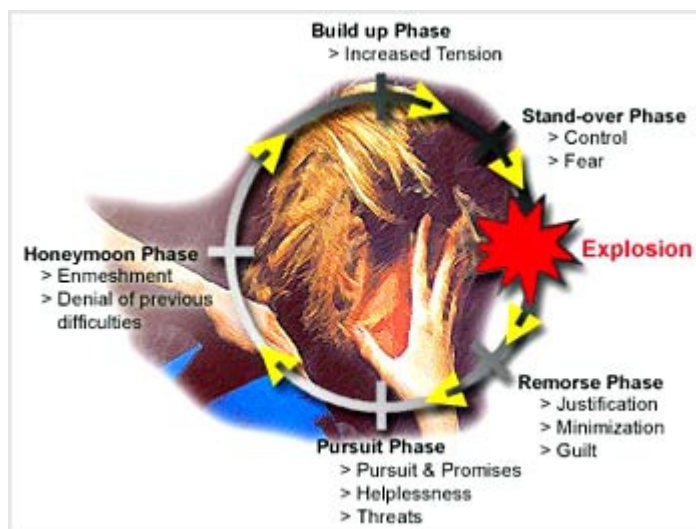 Build up Phase
> Increased Tension
Stand-over Phase
> Control
> Fear
Explosion
Remorse Phase
> Justification
> Minimization
> Guilt
Pursuit Phase
> Pursuit & Promises
> Helplessness
> Threats
Honeymoon Phase
> Enmeshment
> Denial of previous
difficulties